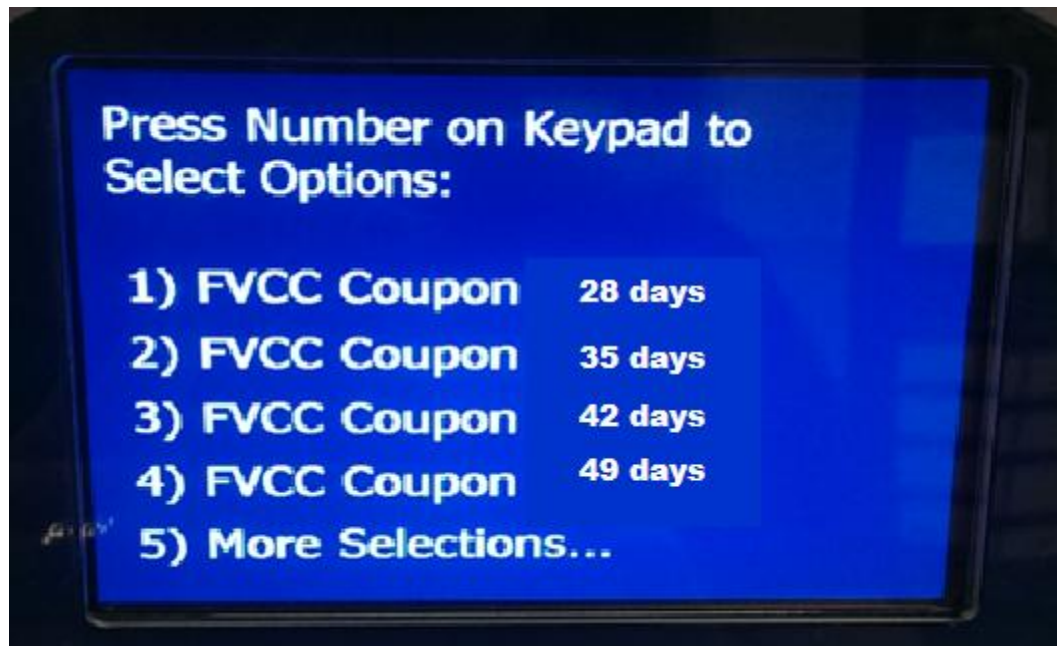 Press Number on Keypad to
Select Options:
1) FVCC Coupon 28 days
2) FVCC Coupon 35 days
3) FVCC Coupon 42 days
4) FVCC Coupon 49 days
5) More Selections...